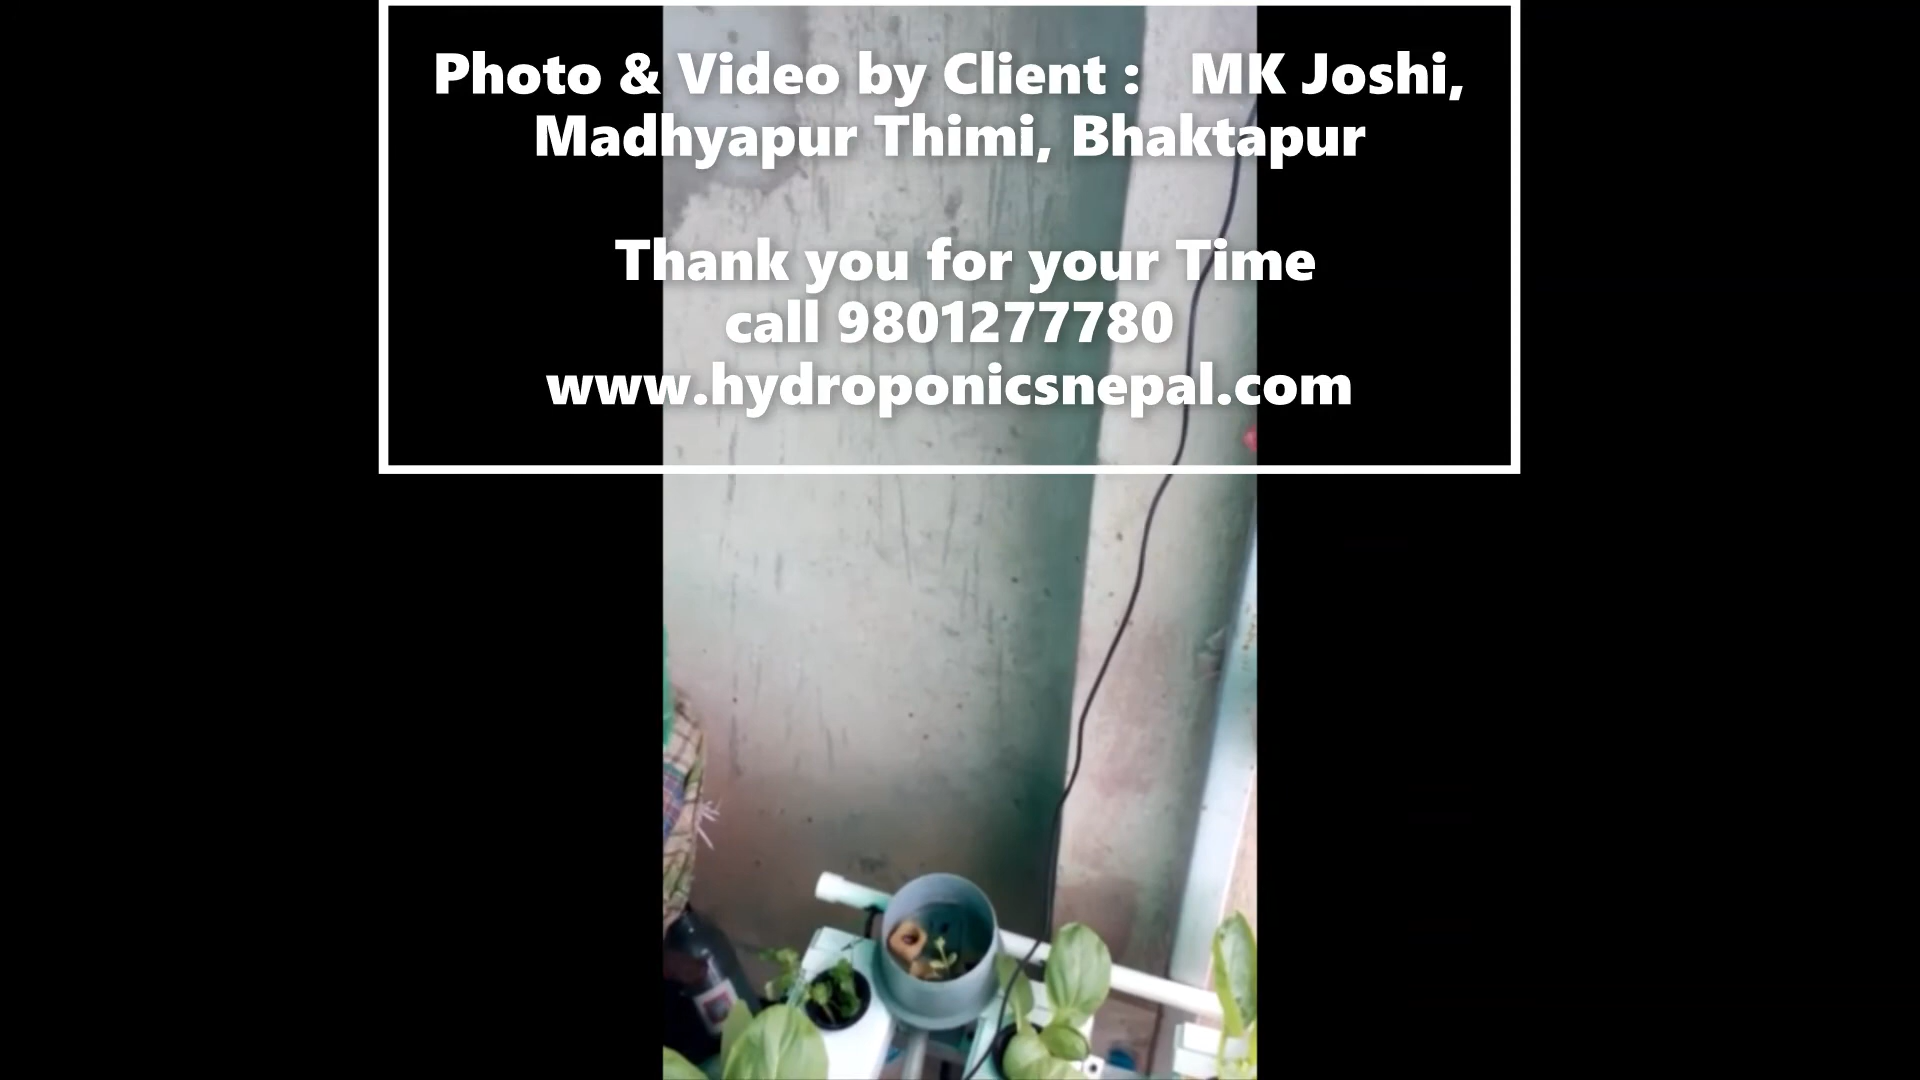 Photo & Video by Client : MK Joshi,
Madhyapur Thimi, Bhaktapur
Thank you for your Time
call 9801277780
www.hydroponicsnepal.com